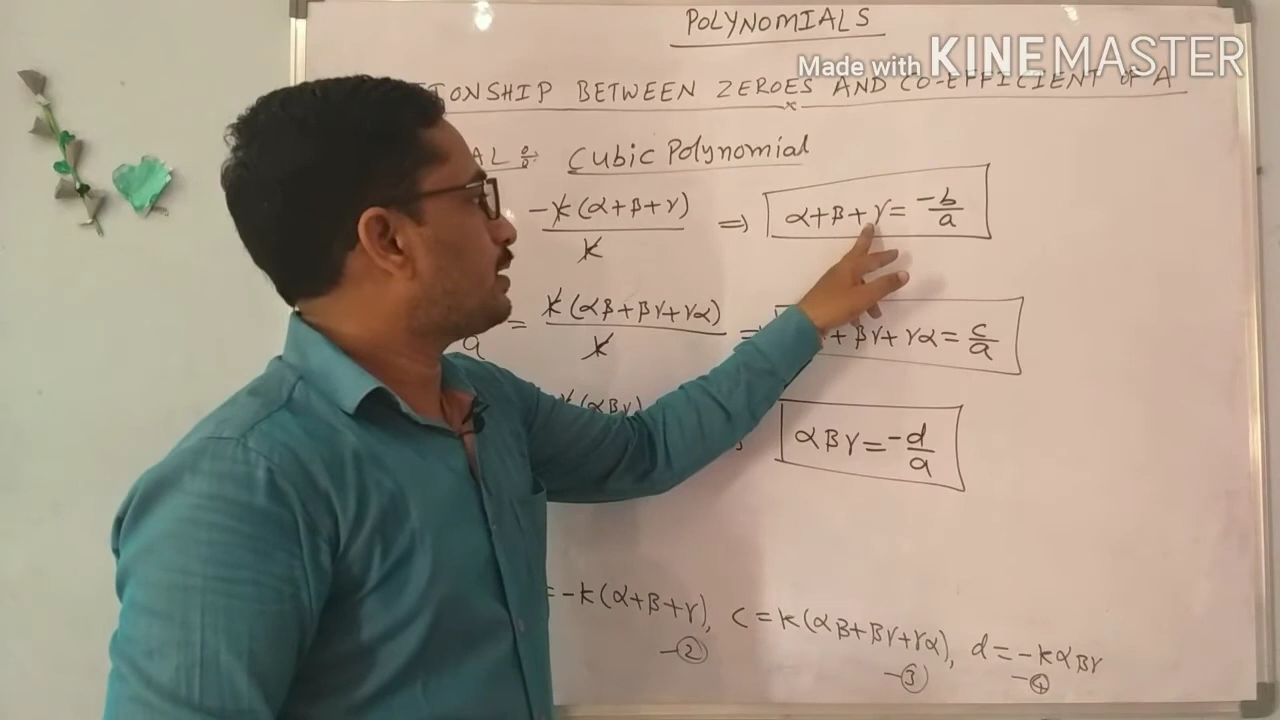 POLYNOMIALS
Made with KINEMASTER
TIONSHIP BETWEEN ZEROES AND CO-EFFICIENT OF A
AL :- Cubic Polynomial
-k(α+β+γ)/k ⇒ α+β+γ = -b/a
a = k(αβ+βγ+γα)/k = + βγ+γα = c/a
k(αβγ) αβγ = -d/a
= -k(α+β+γ), c = k(αβ+βγ+γα), d = -kαβγ
-② -③ -④